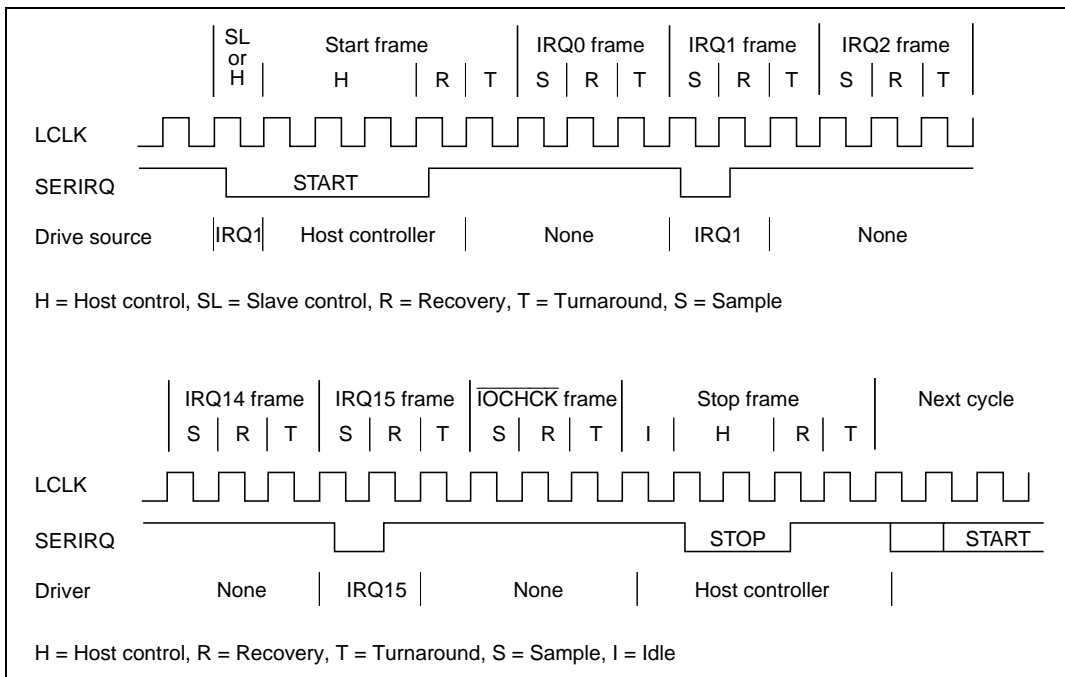 SL
or
H
Start frame
IRQ0 frame
IRQ1 frame
IRQ2 frame
H
R
T
S
R
T
S
R
T
S
R
T
LCLK
SERIRQ
START
Drive source
IRQ1
Host controller
None
IRQ1
None
H = Host control, SL = Slave control, R = Recovery, T = Turnaround, S = Sample
IRQ14 frame
IRQ15 frame
IOCHCK frame
Stop frame
Next cycle
S
R
T
S
R
T
S
R
T
I
H
R
T
LCLK
SERIRQ
STOP
START
Driver
None
IRQ15
None
Host controller
H = Host control, R = Recovery, T = Turnaround, S = Sample, I = Idle